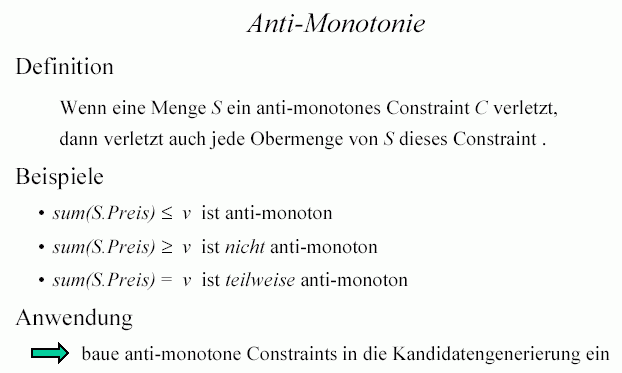 Anti-Monotonie
Definition
Wenn eine Menge S ein anti-monotones Constraint C verletzt,
dann verletzt auch jede Obermenge von S dieses Constraint .
Beispiele
• sum(S.Preis) ≤ v ist anti-monoton
• sum(S.Preis) ≥ v ist nicht anti-monoton
• sum(S.Preis) = v ist teilweise anti-monoton
Anwendung
baue anti-monotone Constraints in die Kandidatengenerierung ein